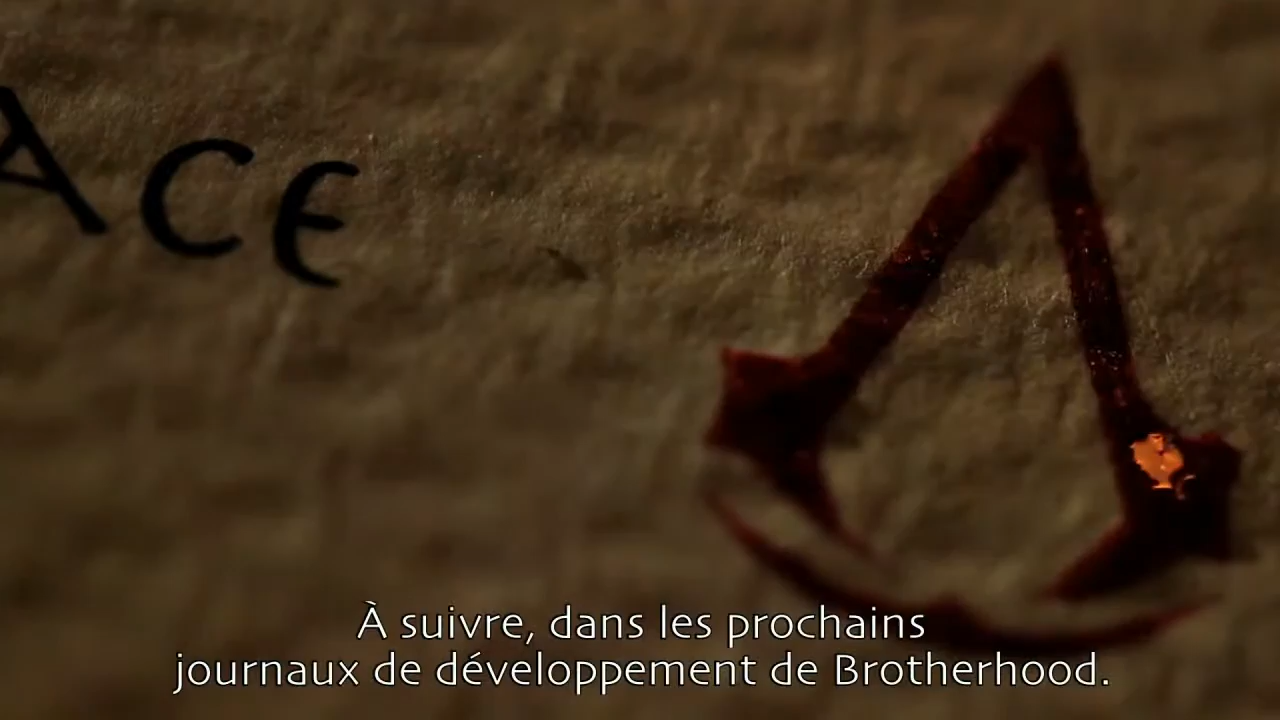 ACE
À suivre, dans les prochains
journaux de développement de Brotherhood.